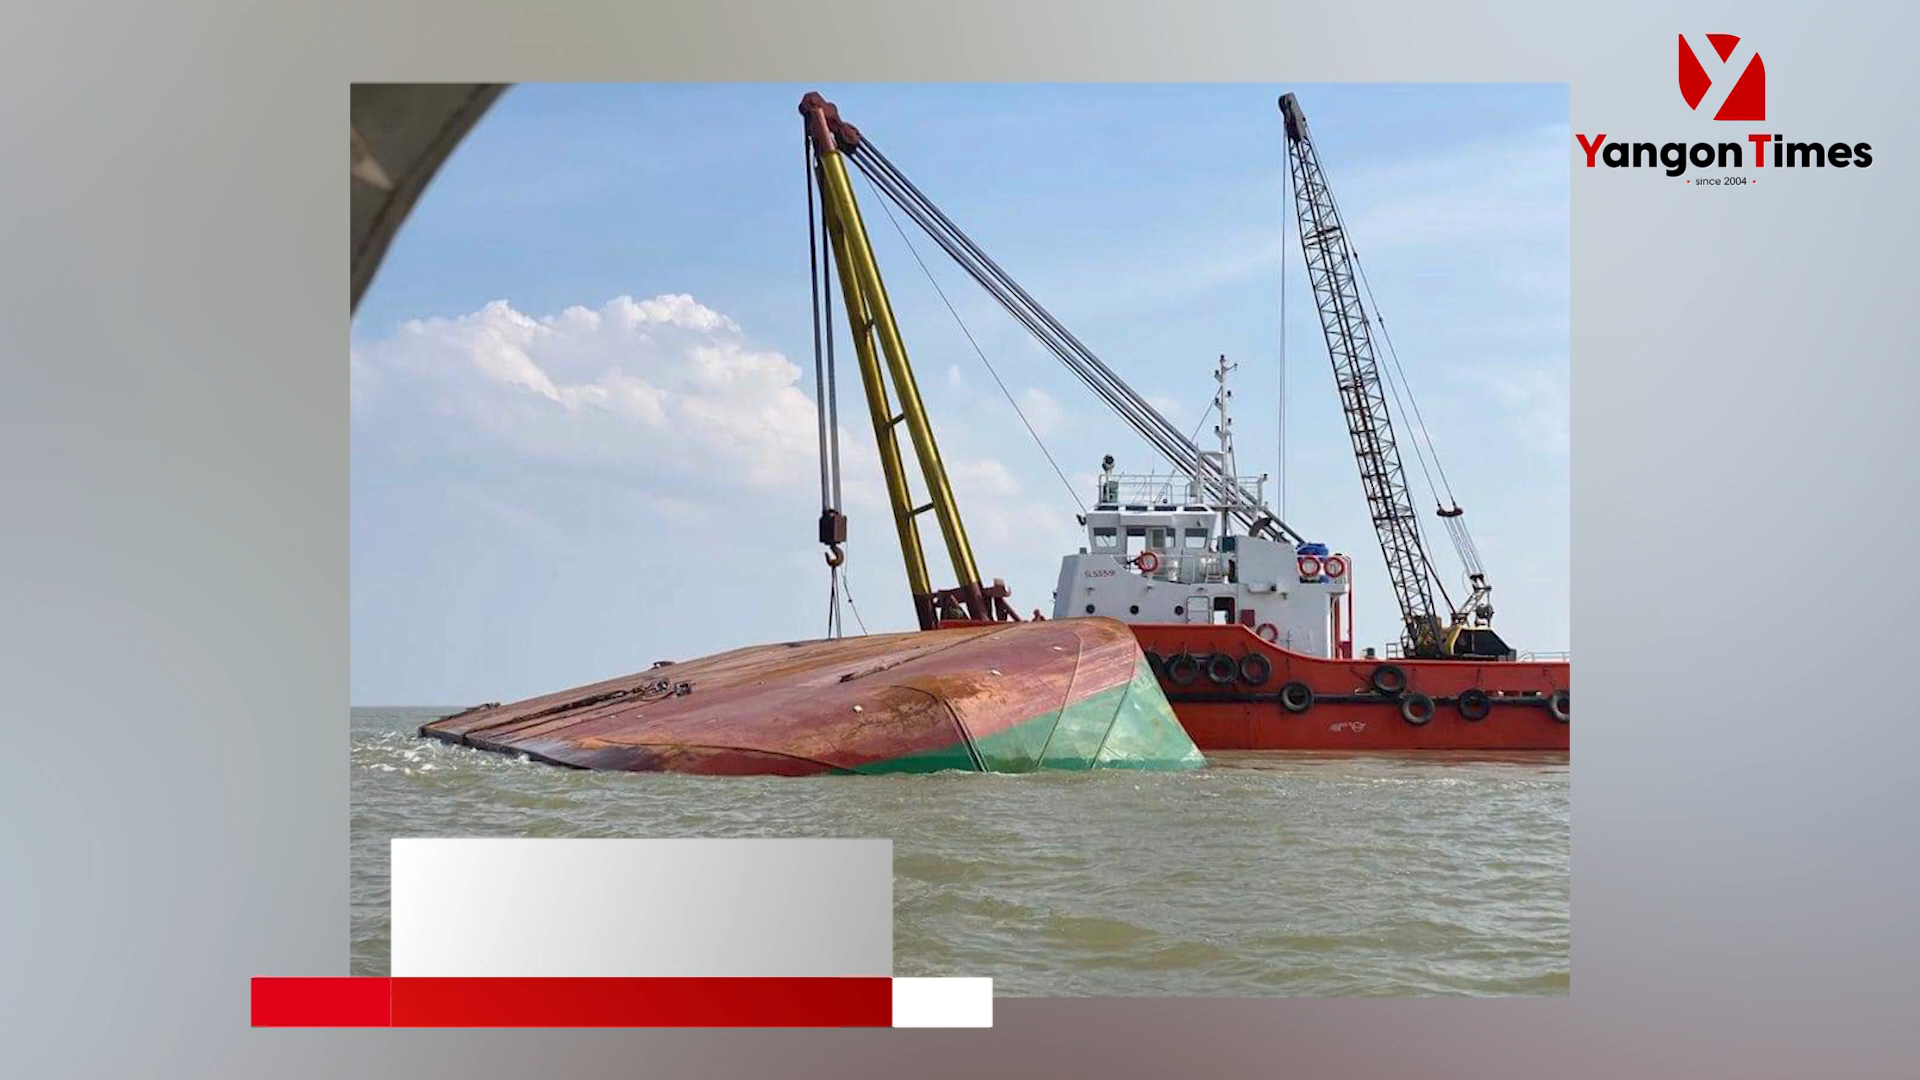 Yangon Times
• since 2004 •